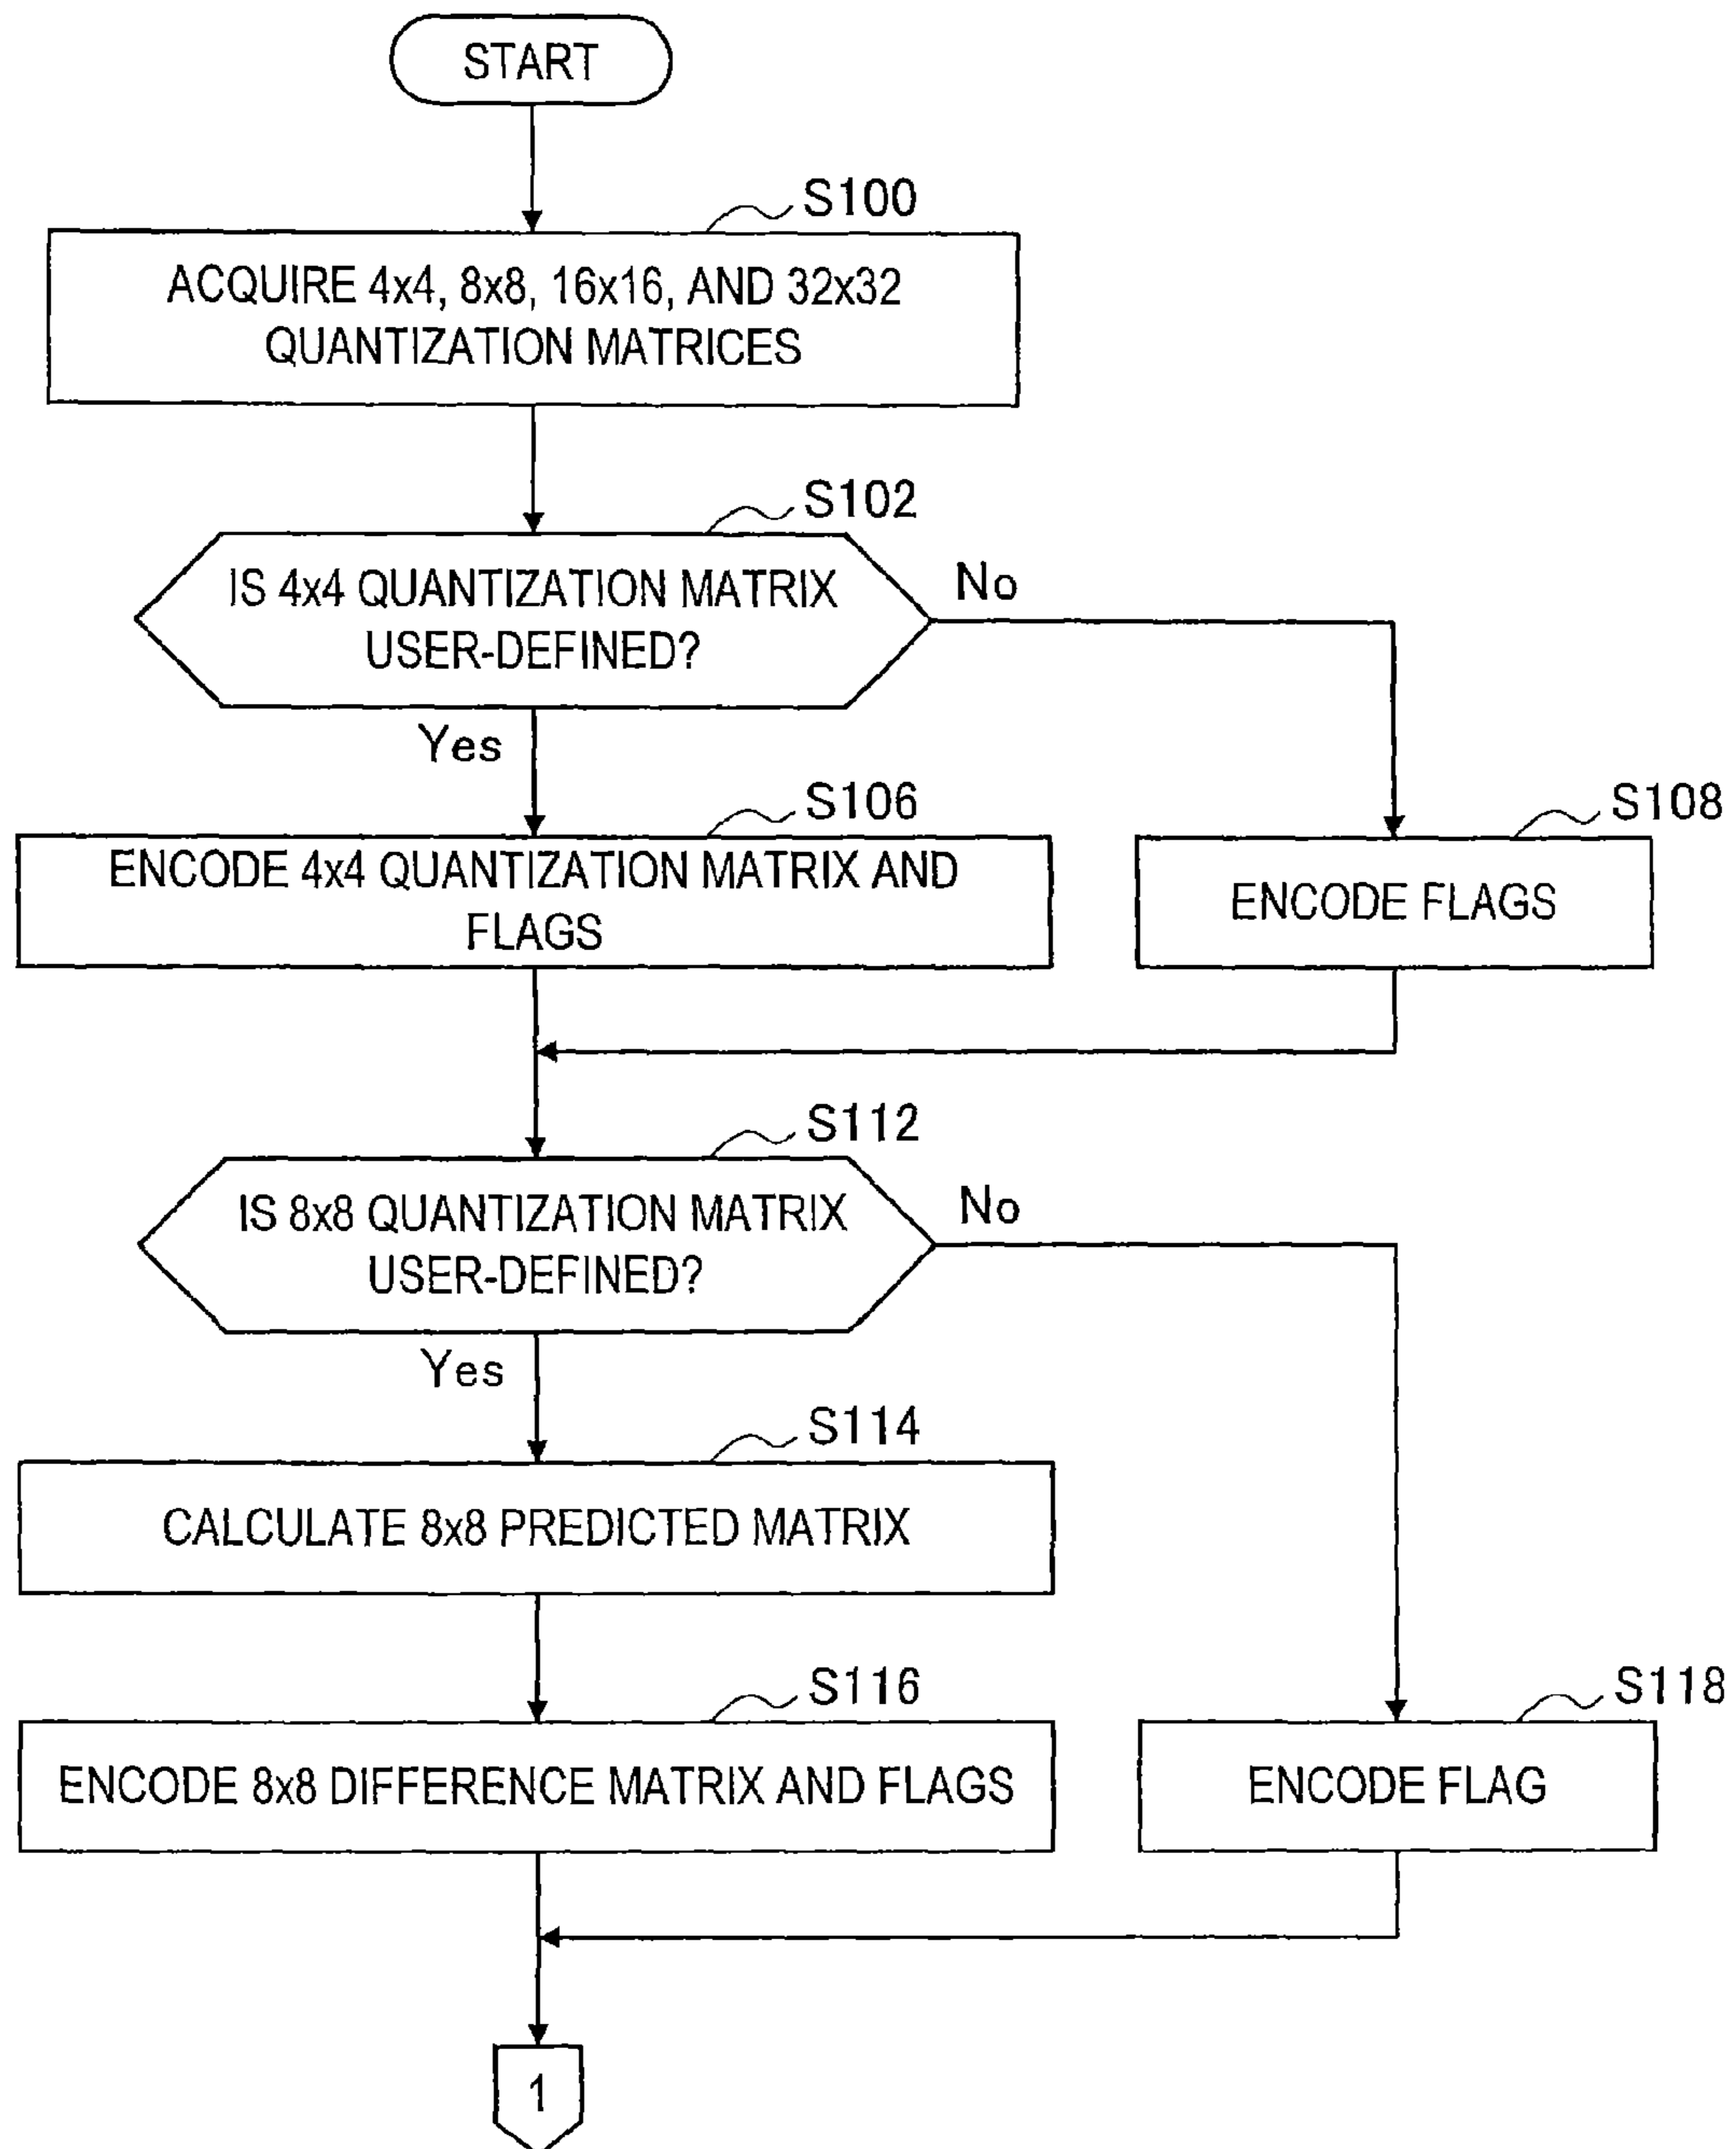 START
S100
ACQUIRE 4x4, 8x8, 16x16, AND 32x32
QUANTIZATION MATRICES
S102
IS 4x4 QUANTIZATION MATRIX
USER-DEFINED?
No
Yes
S106
ENCODE 4x4 QUANTIZATION MATRIX AND
FLAGS
S108
ENCODE FLAGS
S112
IS 8x8 QUANTIZATION MATRIX
USER-DEFINED?
No
Yes
S114
CALCULATE 8x8 PREDICTED MATRIX
S116
ENCODE 8x8 DIFFERENCE MATRIX AND FLAGS
S118
ENCODE FLAG
1